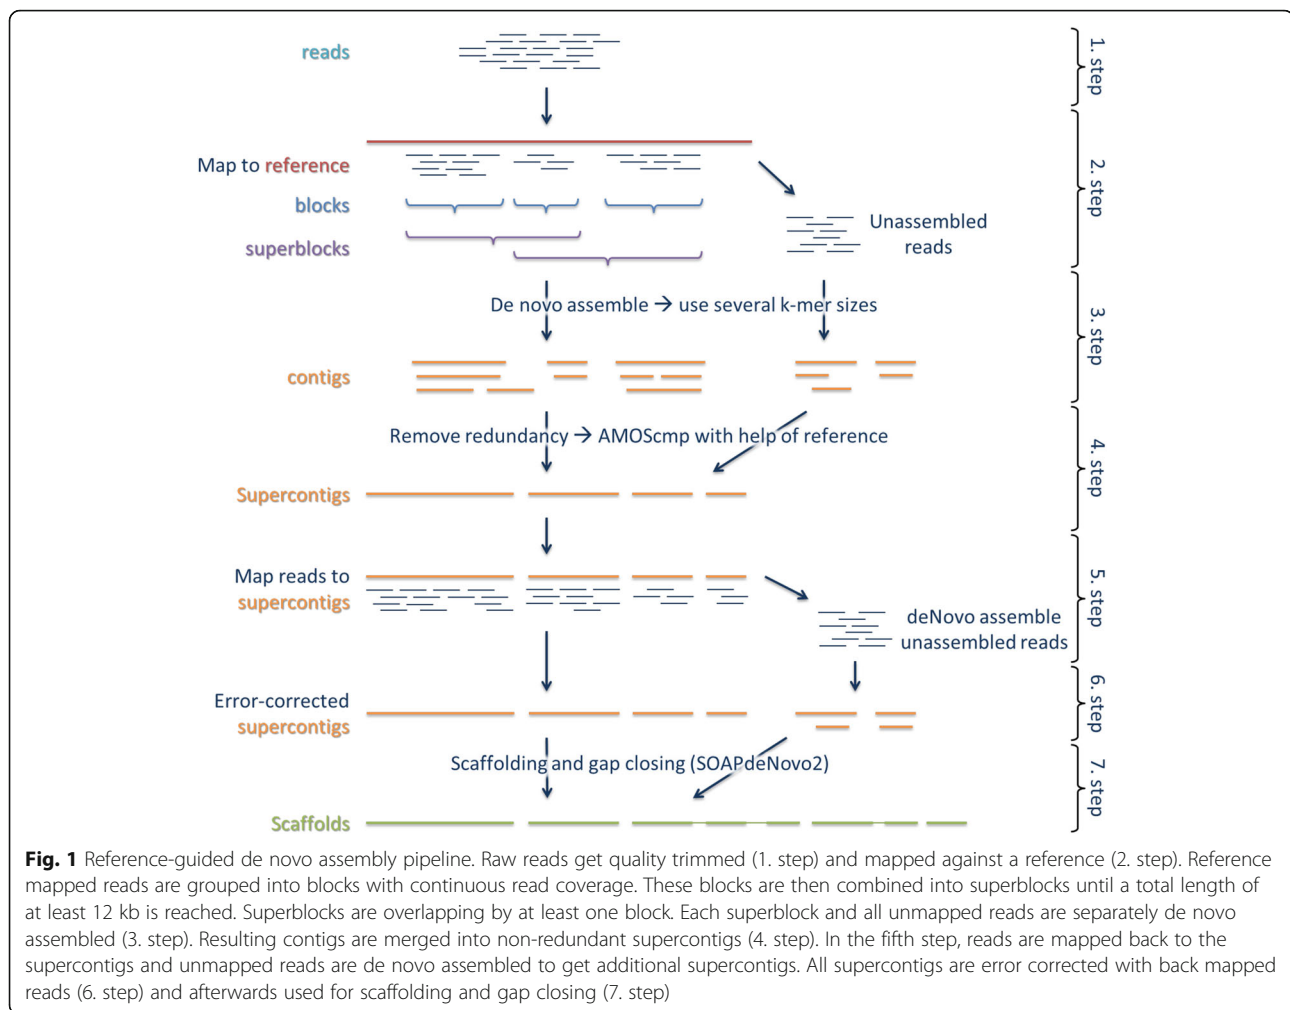 reads
1. step
Map to reference
blocks
superblocks
Unassembled
reads
2. step
De novo assemble → use several k-mer sizes
contigs
3. step
Remove redundancy → AMOScmp with help of reference
Supercontigs
4. step
Map reads to
supercontigs
deNovo assemble
unassembled reads
5. step
Error-corrected
supercontigs
6. step
Scaffolding and gap closing (SOAPdeNovo2)
Scaffolds
7. step
Fig. 1 Reference-guided de novo assembly pipeline. Raw reads get quality trimmed (1. step) and mapped against a reference (2. step). Reference
mapped reads are grouped into blocks with continuous read coverage. These blocks are then combined into superblocks until a total length of
at least 12 kb is reached. Superblocks are overlapping by at least one block. Each superblock and all unmapped reads are separately de novo
assembled (3. step). Resulting contigs are merged into non-redundant supercontigs (4. step). In the fifth step, reads are mapped back to the
supercontigs and unmapped reads are de novo assembled to get additional supercontigs. All supercontigs are error corrected with back mapped
reads (6. step) and afterwards used for scaffolding and gap closing (7. step)